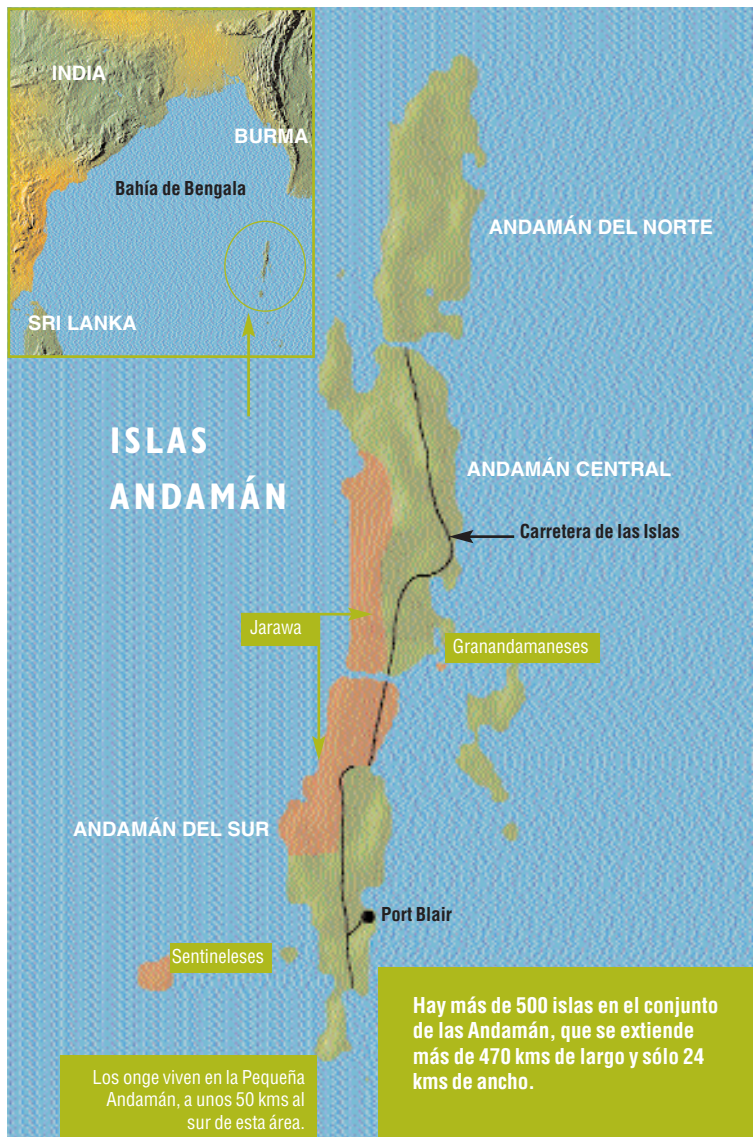 INDIA
BURMA
Bahía de Bengala
SRI LANKA
ANDAMÁN DEL NORTE
ISLAS
ANDAMÁN
ANDAMÁN CENTRAL
Carretera de las Islas
Jarawa
Granandamaneses
ANDAMÁN DEL SUR
Port Blair
Sentineleses
Hay más de 500 islas en el conjunto
de las Andamán, que se extiende
más de 470 kms de largo y sólo 24
kms de ancho.
Los onge viven en la Pequeña
Andamán, a unos 50 kms al
sur de esta área.